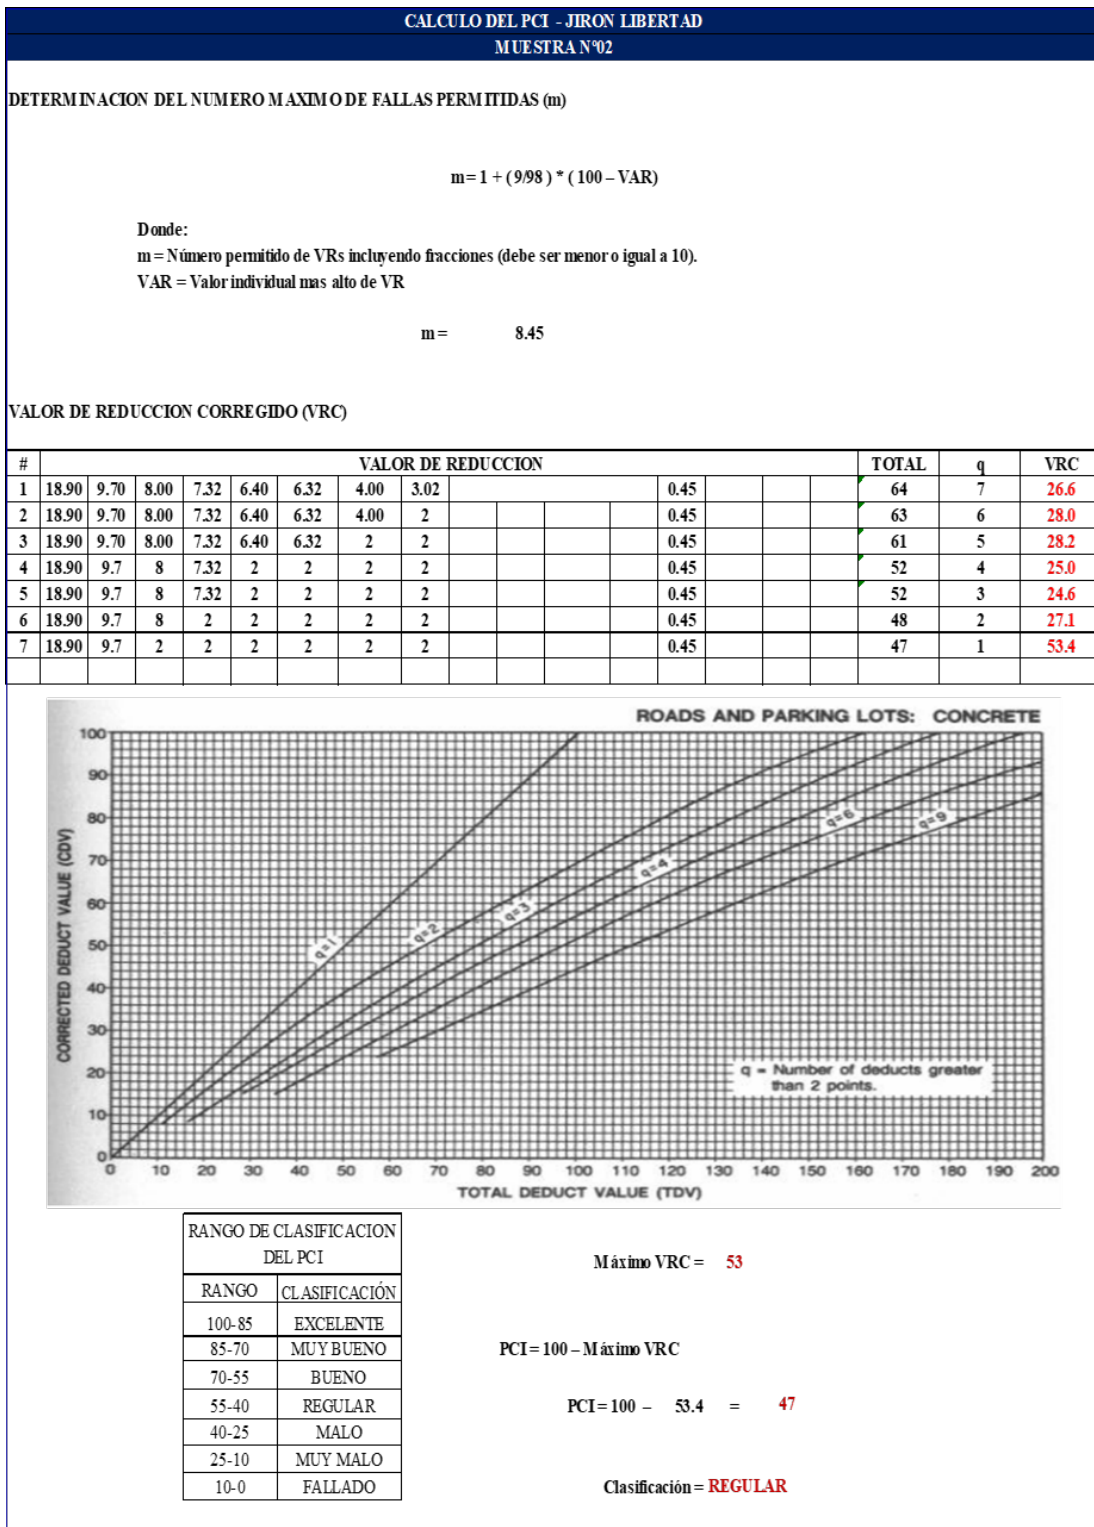 CALCULO DEL PCI - JIRON LIBERTAD
MUESTRA Nº02
DETERMINACION DEL NUMERO MAXIMO DE FALLAS PERMITIDAS (m)
m= 1 + ( 9/98 ) * ( 100 – VAR)
Donde:
m = Número permitido de VRs incluyendo fracciones (debe ser menor o igual a 10).
VAR = Valor individual mas alto de VR
m = 8.45
VALOR DE REDUCCION CORREGIDO (VRC)
# VALOR DE REDUCCION TOTAL q VRC
1 18.90 9.70 8.00 7.32 6.40 6.32 4.00 3.02 0.45 64 7 26.6
2 18.90 9.70 8.00 7.32 6.40 6.32 4.00 2 0.45 63 6 28.0
3 18.90 9.70 8.00 7.32 6.40 6.32 2 2 0.45 61 5 28.2
4 18.90 9.7 8 7.32 2 2 2 2 0.45 52 4 25.0
5 18.90 9.7 8 7.32 2 2 2 2 0.45 52 3 24.6
6 18.90 9.7 8 2 2 2 2 2 0.45 48 2 27.1
7 18.90 9.7 2 2 2 2 2 2 0.45 47 1 53.4
ROADS AND PARKING LOTS: CONCRETE
CORRECTED DEDUCT VALUE (CDV)
100
90
80
70
60
50
40
30
20
10
0
q=1
q=2
q=3
q=4
q=6
q=9
q = Number of deducts greater
than 2 points.
0 10 20 30 40 50 60 70 80 90 100 110 120 130 140 150 160 170 180 190 200
TOTAL DEDUCT VALUE (TDV)
RANGO DE CLASIFICACION
DEL PCI
RANGO CLASIFICACIÓN
100-85 EXCELENTE
85-70 MUY BUENO
70-55 BUENO
55-40 REGULAR
40-25 MALO
25-10 MUY MALO
10-0 FALLADO
Máximo VRC = 53
PCI = 100 – Máximo VRC
PCI = 100 – 53.4 = 47
Clasificación = REGULAR